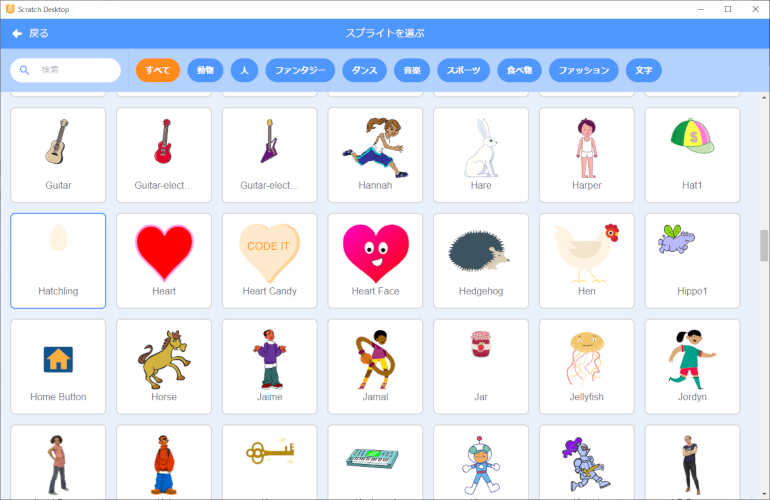 Scratch Desktop
戻る
スプライトを選ぶ
検索
すべて 動物 人 ファンタジー ダンス 音楽 スポーツ 食べ物 ファッション 文字
Guitar Guitar-elect... Guitar-elect... Hannah Hare Harper Hat1
CODE IT
Hatchling Heart Heart Candy Heart Face Hedgehog Hen Hippo1
Home Button Horse Jaime Jamal Jar Jellyfish Jordyn